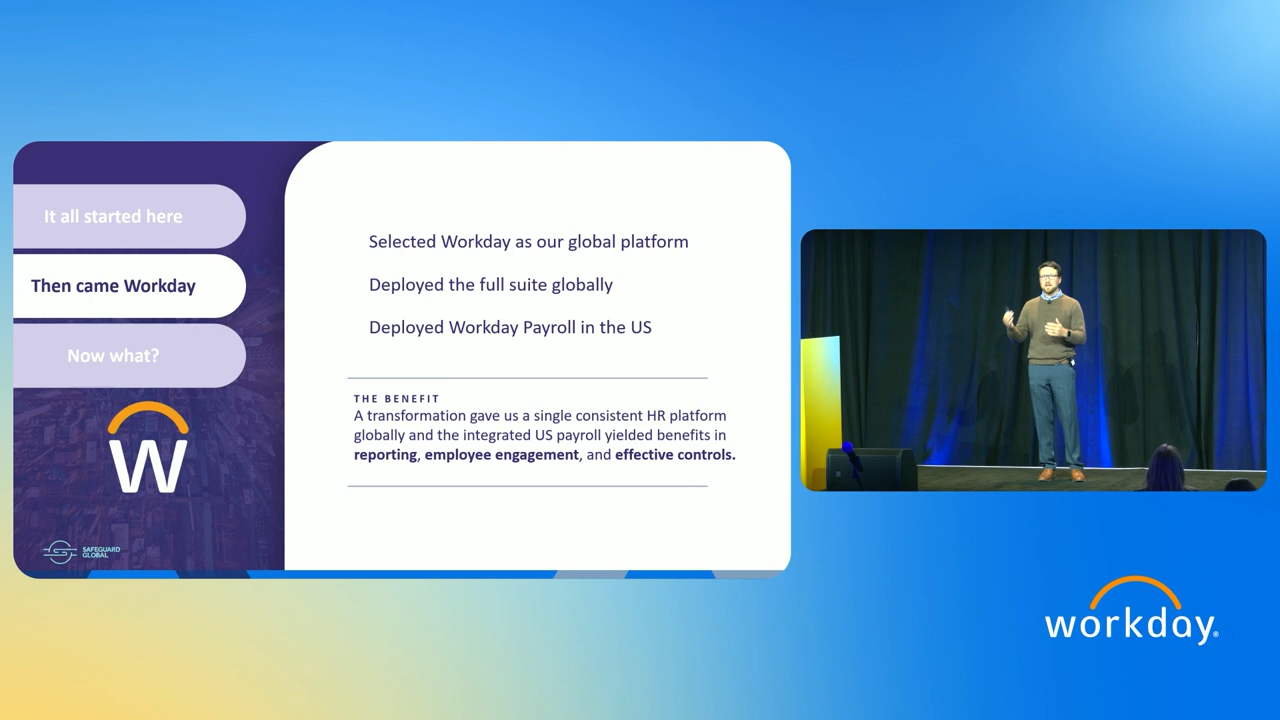 It all started here
Then came Workday
Now what?
W
SAFEGUARD
GLOBAL
Selected Workday as our global platform
Deployed the full suite globally
Deployed Workday Payroll in the US
THE BENEFIT
A transformation gave us a single consistent HR platform
globally and the integrated US payroll yielded benefits in
reporting, employee engagement, and effective controls.
workday®